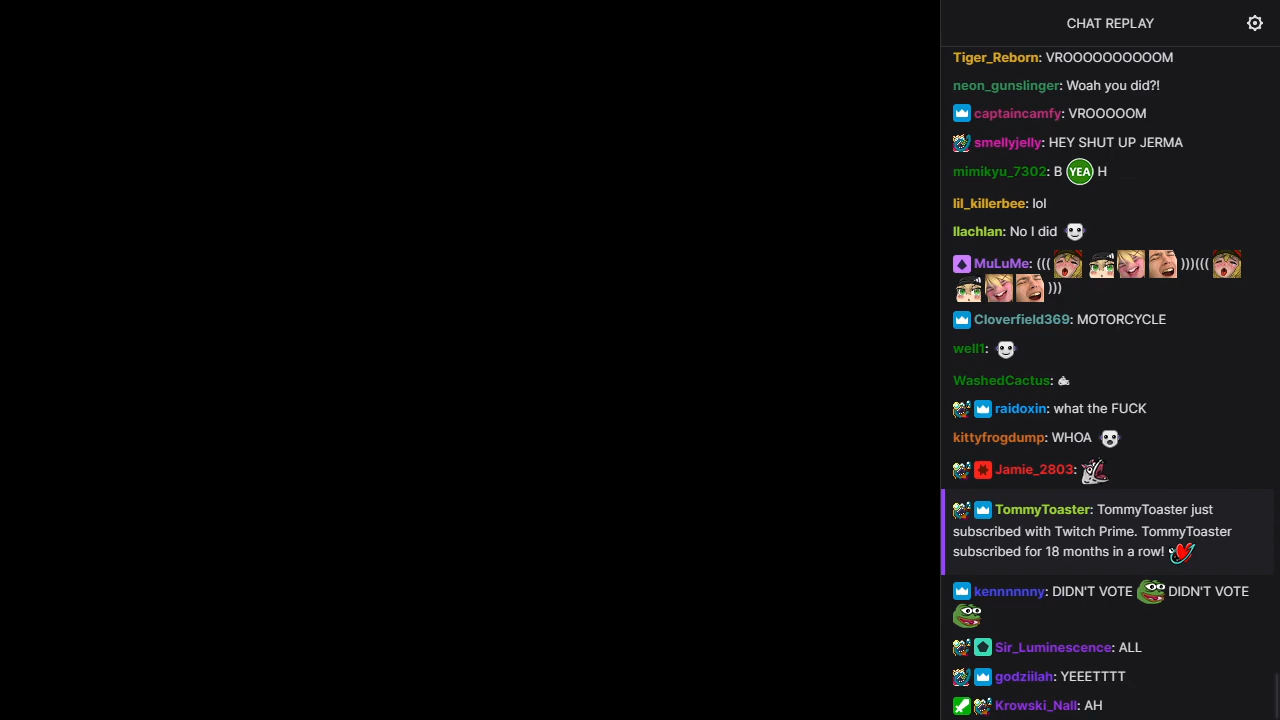 CHAT REPLAY
Tiger_Reborn: VROOOOOOOOOOM
neon_gunslinger: Woah you did?!
captaincamfy: VROOOOOM
smellyjelly: HEY SHUT UP JERMA
mimikyu_7302: B YEA H
lil_killerbee: lol
llachlan: No I did
MuLuMe: ((( )))(((
)))
Cloverfield369: MOTORCYCLE
well1:
WashedCactus:
raidoxin: what the FUCK
kittyfrogdump: WHOA
Jamie_2803:
TommyToaster: TommyToaster just
subscribed with Twitch Prime. TommyToaster
subscribed for 18 months in a row!
kennnnnny: DIDN'T VOTE DIDN'T VOTE
Sir_Luminescence: ALL
godziilah: YEEETTTT
Krowski_Nall: AH